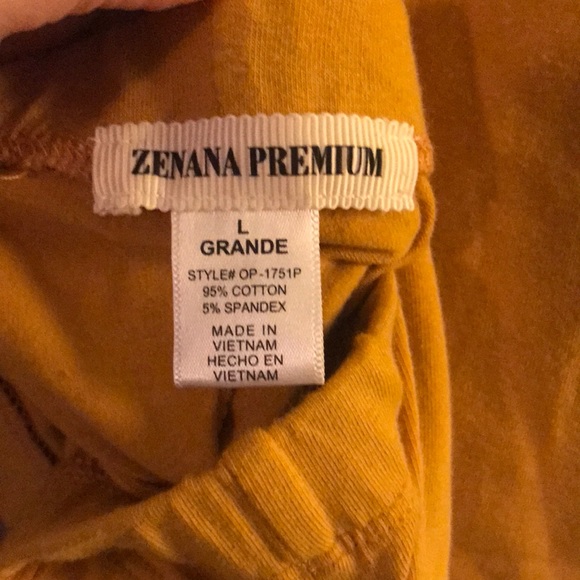 ZENANA PREMIUM
L
GRANDE
STYLE# OP-1751P
95% COTTON
5% SPANDEX
MADE IN
VIETNAM
HECHO EN
VIETNAM